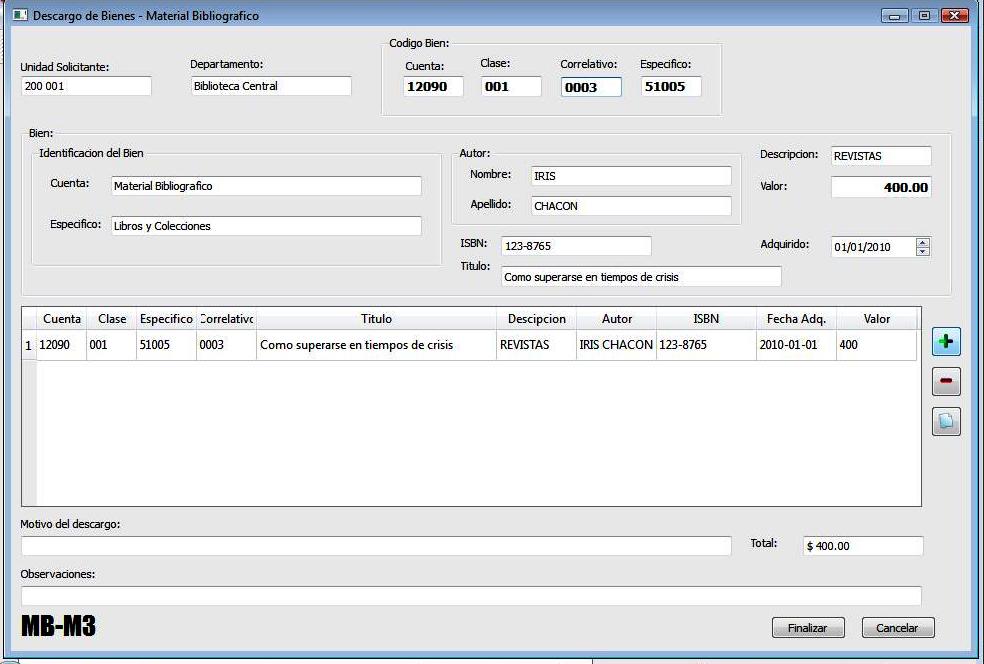 Descargo de Bienes - Material Bibliografico
Codigo Bien:
Unidad Solicitante:
Departamento:
Cuenta:
Clase:
Correlativo:
Especifico:
200 001
Biblioteca Central
12090
001
0003
51005
Bien:
Identificacion del Bien
Cuenta:
Material Bibliografico
Especifico:
Libros y Colecciones
Autor:
Nombre:
IRIS
Apellido:
CHACON
ISBN:
123-8765
Titulo:
Como superarse en tiempos de crisis
Descripcion:
REVISTAS
Valor:
400.00
Adquirido:
01/01/2010
Cuenta Clase Especifico Correlativo Titulo Descipcion Autor ISBN Fecha Adq. Valor
1 12090 001 51005 0003 Como superarse en tiempos de crisis REVISTAS IRIS CHACON 123-8765 2010-01-01 400
Motivo del descargo:
Total:
$ 400.00
Observaciones:
MB-M3
Finalizar
Cancelar